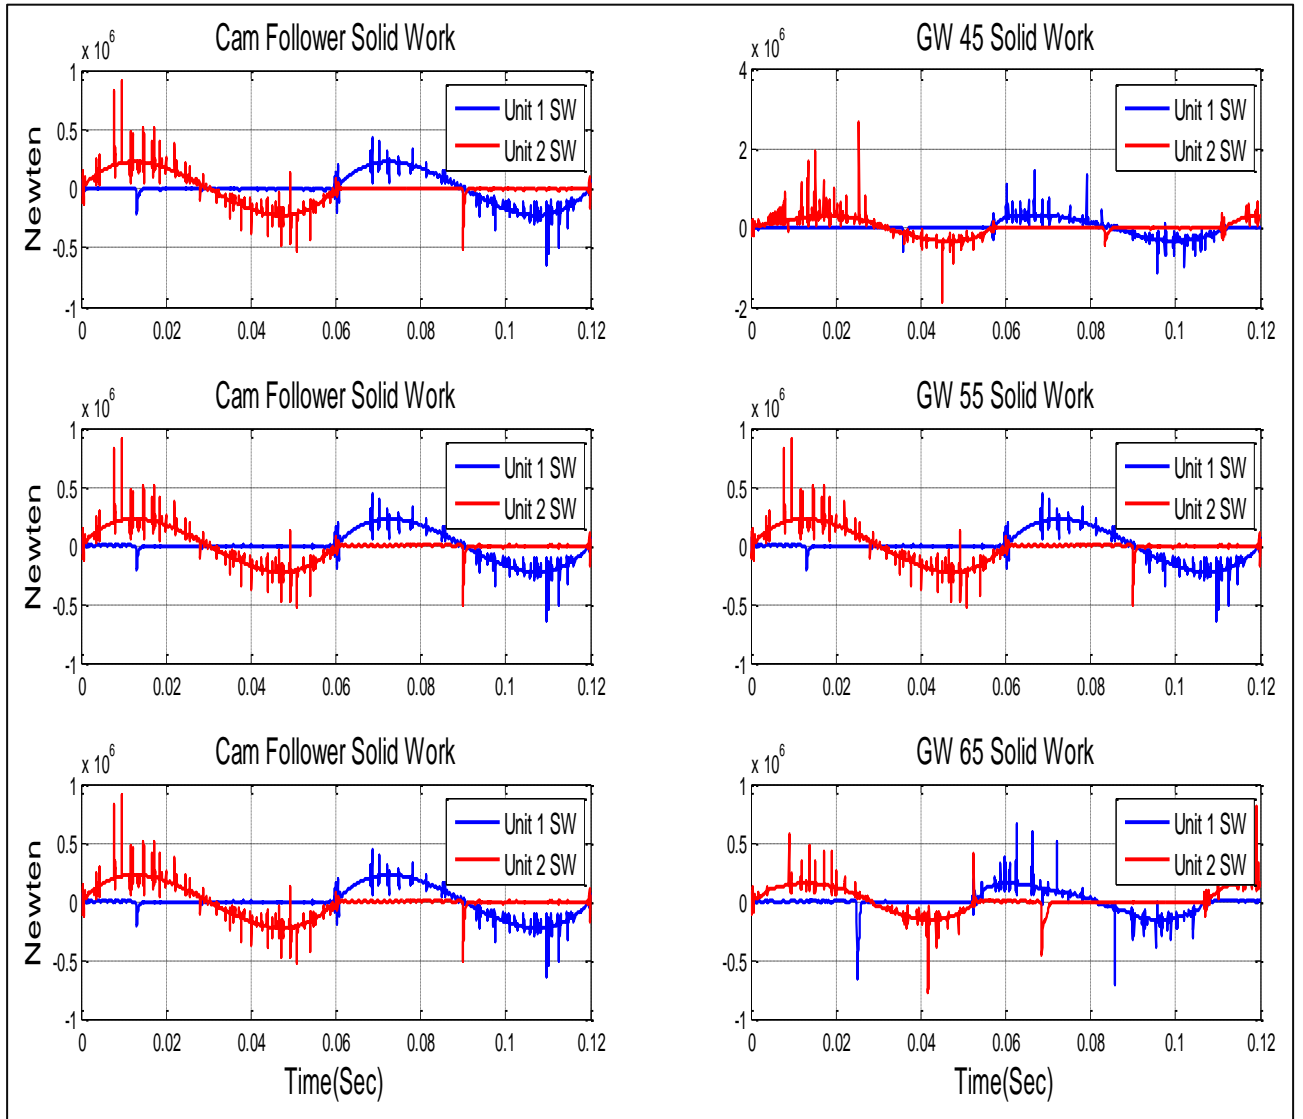 Cam Follower Solid Work
x 10^6
1
0.5
0
-0.5
-1
0 0.02 0.04 0.06 0.08 0.1 0.12
Newten
Unit 1 SW
Unit 2 SW
GW 45 Solid Work
x 10^6
4
2
0
-2
0 0.02 0.04 0.06 0.08 0.1 0.12
Unit 1 SW
Unit 2 SW
Cam Follower Solid Work
x 10^6
1
0.5
0
-0.5
-1
0 0.02 0.04 0.06 0.08 0.1 0.12
Newten
Unit 1 SW
Unit 2 SW
GW 55 Solid Work
x 10^6
1
0.5
0
-0.5
-1
0 0.02 0.04 0.06 0.08 0.1 0.12
Unit 1 SW
Unit 2 SW
Cam Follower Solid Work
x 10^6
1
0.5
0
-0.5
-1
0 0.02 0.04 0.06 0.08 0.1 0.12
Newten
Time(Sec)
Unit 1 SW
Unit 2 SW
GW 65 Solid Work
x 10^6
1
0.5
0
-0.5
-1
0 0.02 0.04 0.06 0.08 0.1 0.12
Time(Sec)
Unit 1 SW
Unit 2 SW